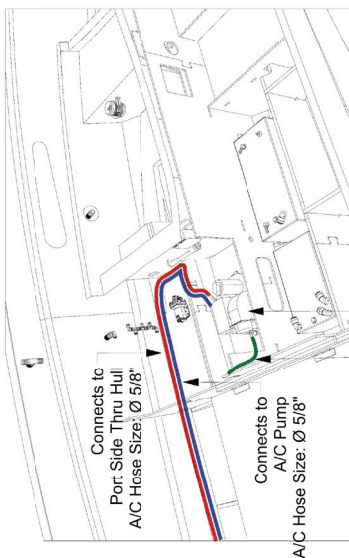 Connects to
Port Side Thru Hull
A/C Hose Size: Ø 5/8"
Connects to
A/C Pump
A/C Hose Size: Ø 5/8"